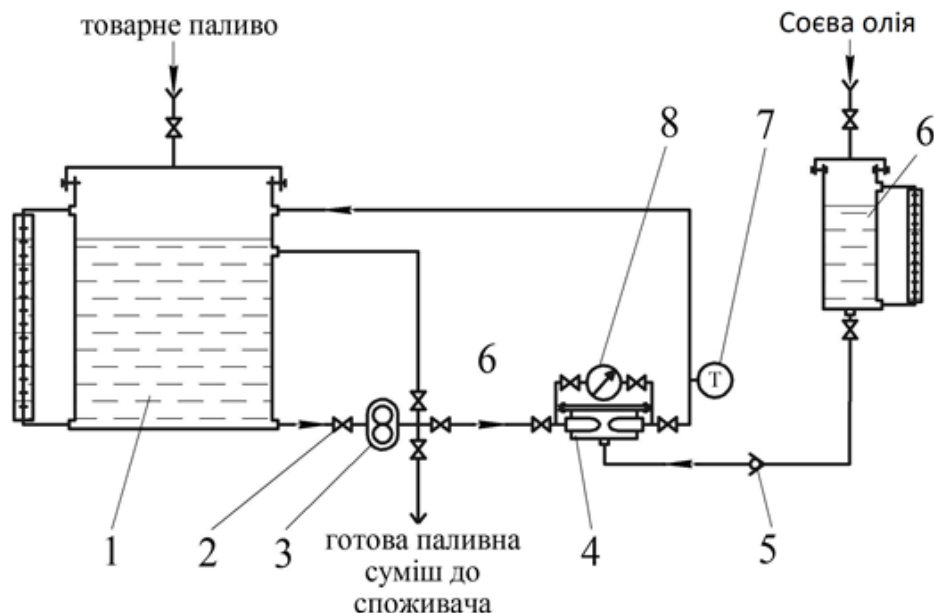 товарне паливо
Соєва олія
8
7
6
6
T
1
2
3
готова паливна
суміш до
споживача
4
5